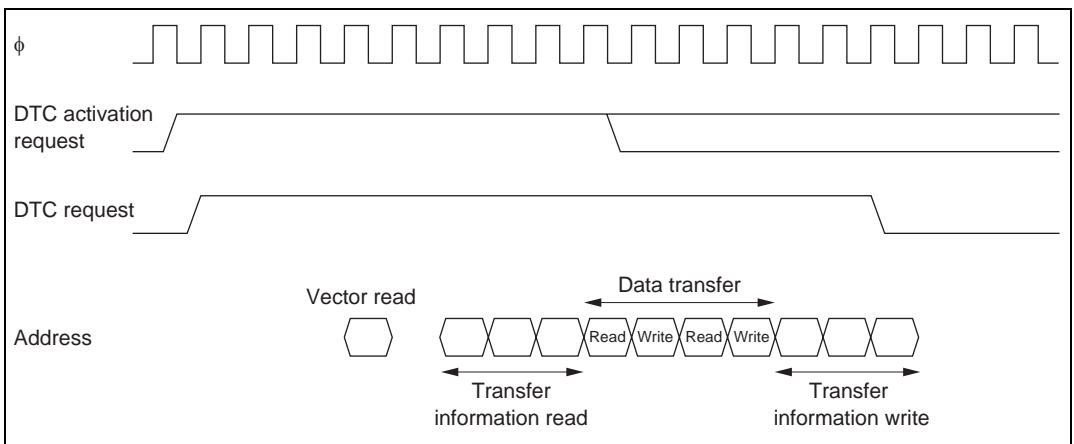 ϕ
DTC activation
request
DTC request
Data transfer
Vector read
Address
Read Write Read Write
Transfer
information read
Transfer
information write